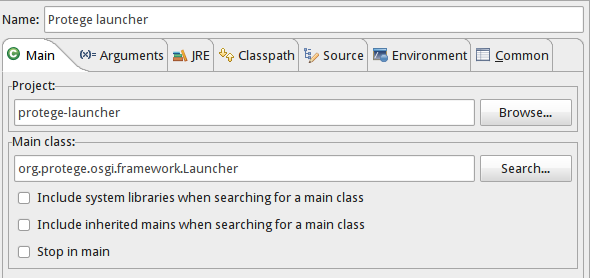 Name: Protege launcher
Main (x)= Arguments JRE Classpath Source Environment Common
Project:
protege-launcher Browse...
Main class:
org.protege.osgi.framework.Launcher Search...
Include system libraries when searching for a main class
Include inherited mains when searching for a main class
Stop in main